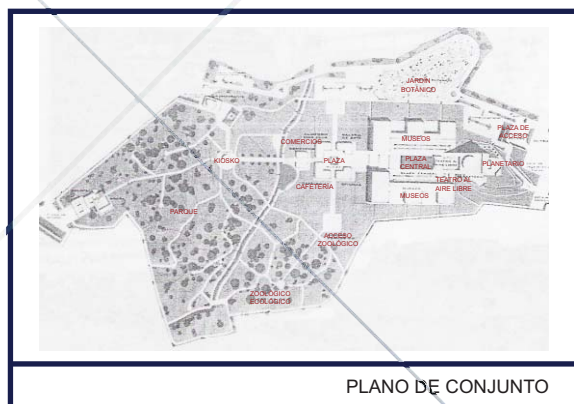 JARDÍN
BOTÁNICO
PLAZA DE
ACCESO
MUSEOS
COMERCIOS
KIOSKO
PLAZA
PLAZA
CENTRAL
PLANETARIO
TEATRO AL
AIRE LIBRE
CAFETERÍA
MUSEOS
PARQUE
ACCESO
ZOOLÓGICO
ZOOLÓGICO
ECOLÓGICO
PLANO DE CONJUNTO